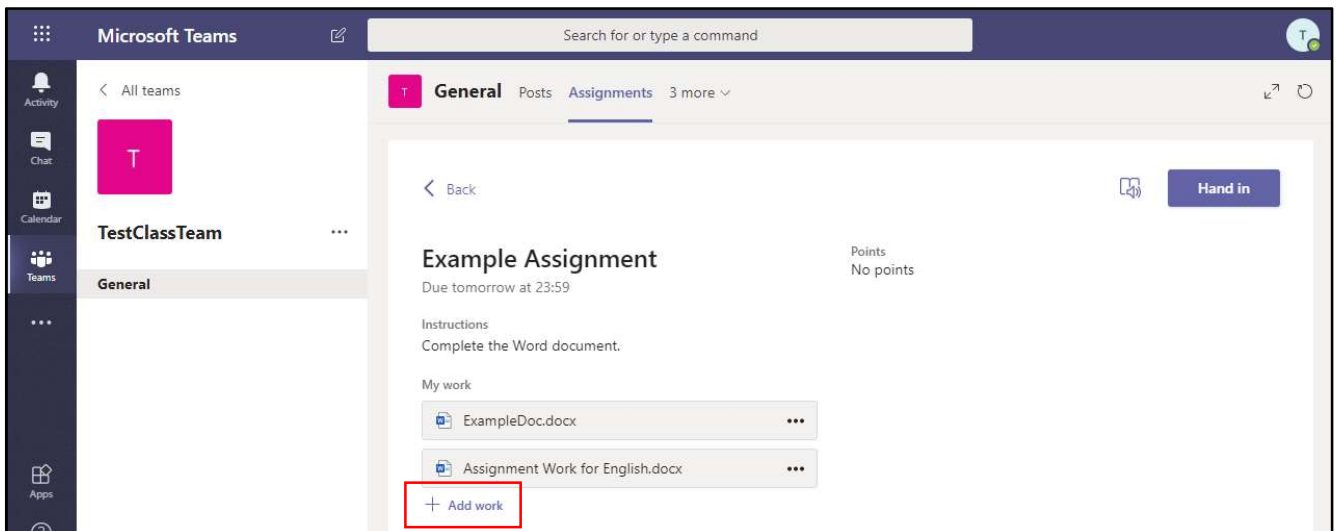 Microsoft Teams
Search for or type a command
T
Activity
Chat
Calendar
Teams
Apps
All teams
T
TestClassTeam
General
T
General Posts Assignments 3 more
Back
Hand in
Example Assignment
Due tomorrow at 23:59
Points
No points
Instructions
Complete the Word document.
My work
ExampleDoc.docx
Assignment Work for English.docx
+ Add work